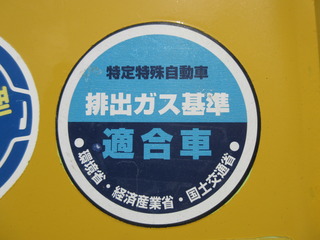 特定特殊自動車
排出ガス基準
適合車
環境省・経済産業省・国土交通省